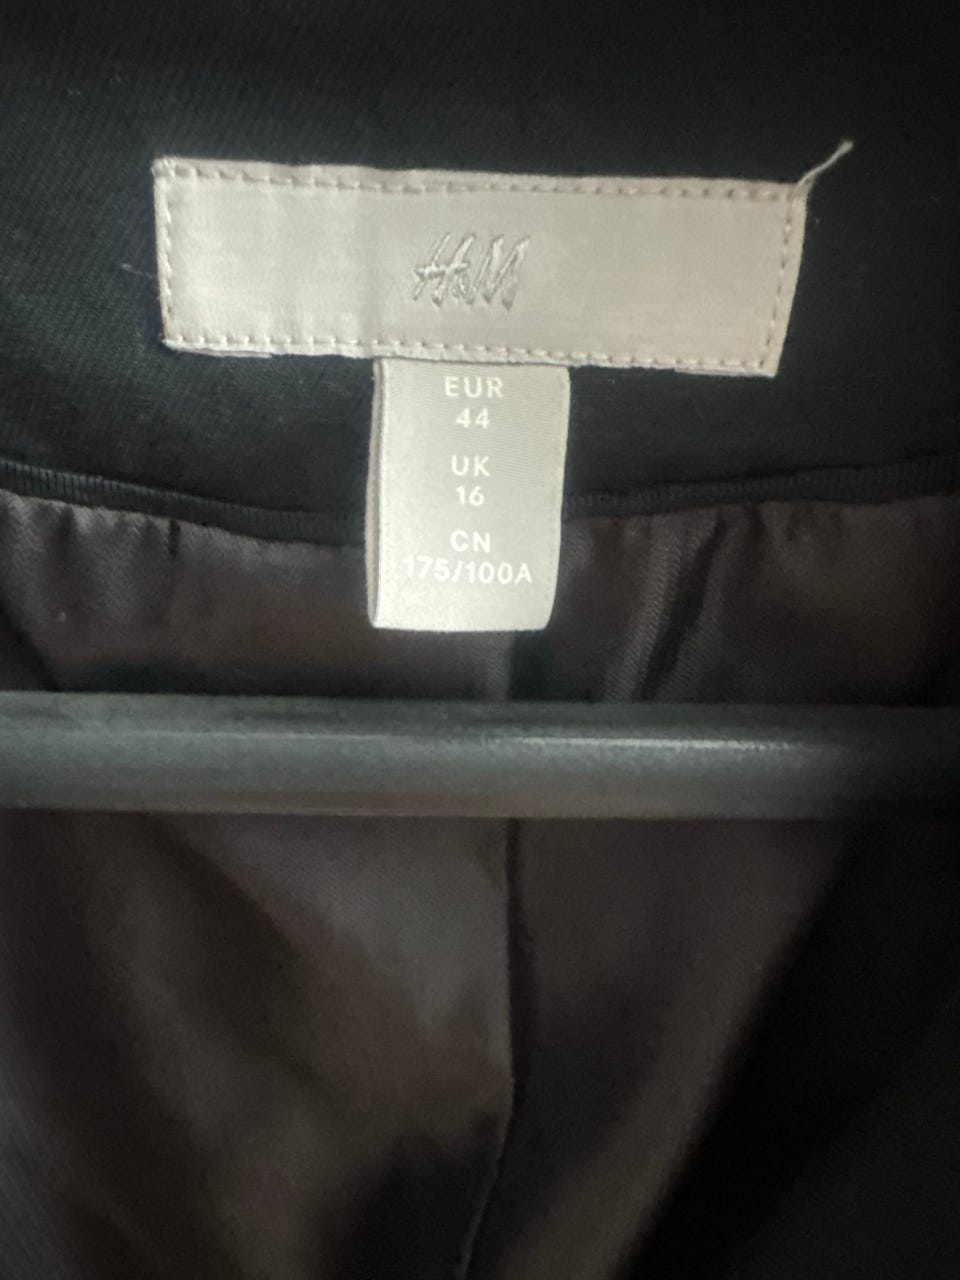 H&M
EUR
44
UK
16
CN
175/100A